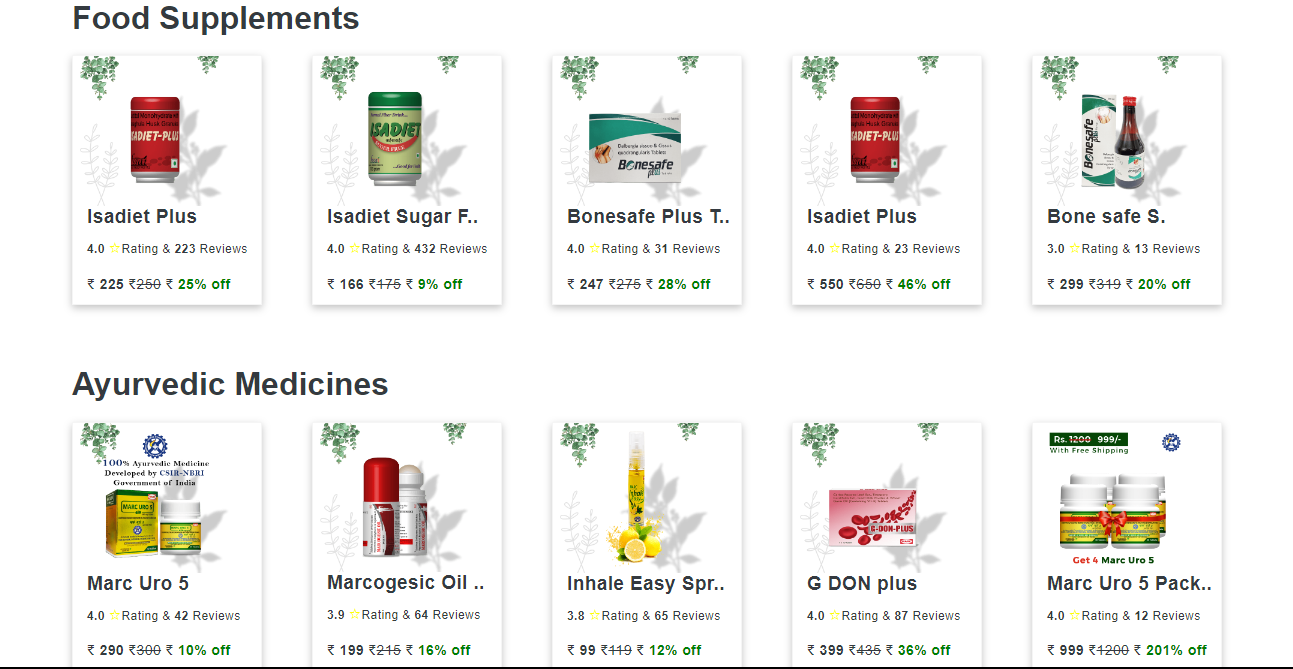 Food Supplements
ISADIET-PLUS
ISADIET
Bonesafe
plus
ISADIET-PLUS
Bonesafe
Isadiet Plus
Isadiet Sugar F..
Bonesafe Plus T..
Isadiet Plus
Bone safe S.
4.0 ☆Rating & 223 Reviews
4.0 ☆Rating & 432 Reviews
4.0 ☆Rating & 31 Reviews
4.0 ☆Rating & 23 Reviews
3.0 ☆Rating & 13 Reviews
₹ 225 ₹250 ₹ 25% off
₹ 166 ₹175 ₹ 9% off
₹ 247 ₹275 ₹ 28% off
₹ 550 ₹650 ₹ 46% off
₹ 299 ₹319 ₹ 20% off
Ayurvedic Medicines
100% Ayurvedic Medicine
Developed by CSIR-NBRI
Government of India
MARC URO 5
G-DON-PLUS
Rs. 1200 999/-
With Free Shipping
Get 4 Marc Uro 5
Marc Uro 5
Marcogesic Oil ..
Inhale Easy Spr..
G DON plus
Marc Uro 5 Pack..
4.0 ☆Rating & 42 Reviews
3.9 ☆Rating & 64 Reviews
3.8 ☆Rating & 65 Reviews
4.0 ☆Rating & 87 Reviews
4.0 ☆Rating & 12 Reviews
₹ 290 ₹300 ₹ 10% off
₹ 199 ₹215 ₹ 16% off
₹ 99 ₹119 ₹ 12% off
₹ 399 ₹435 ₹ 36% off
₹ 999 ₹1200 ₹ 201% off